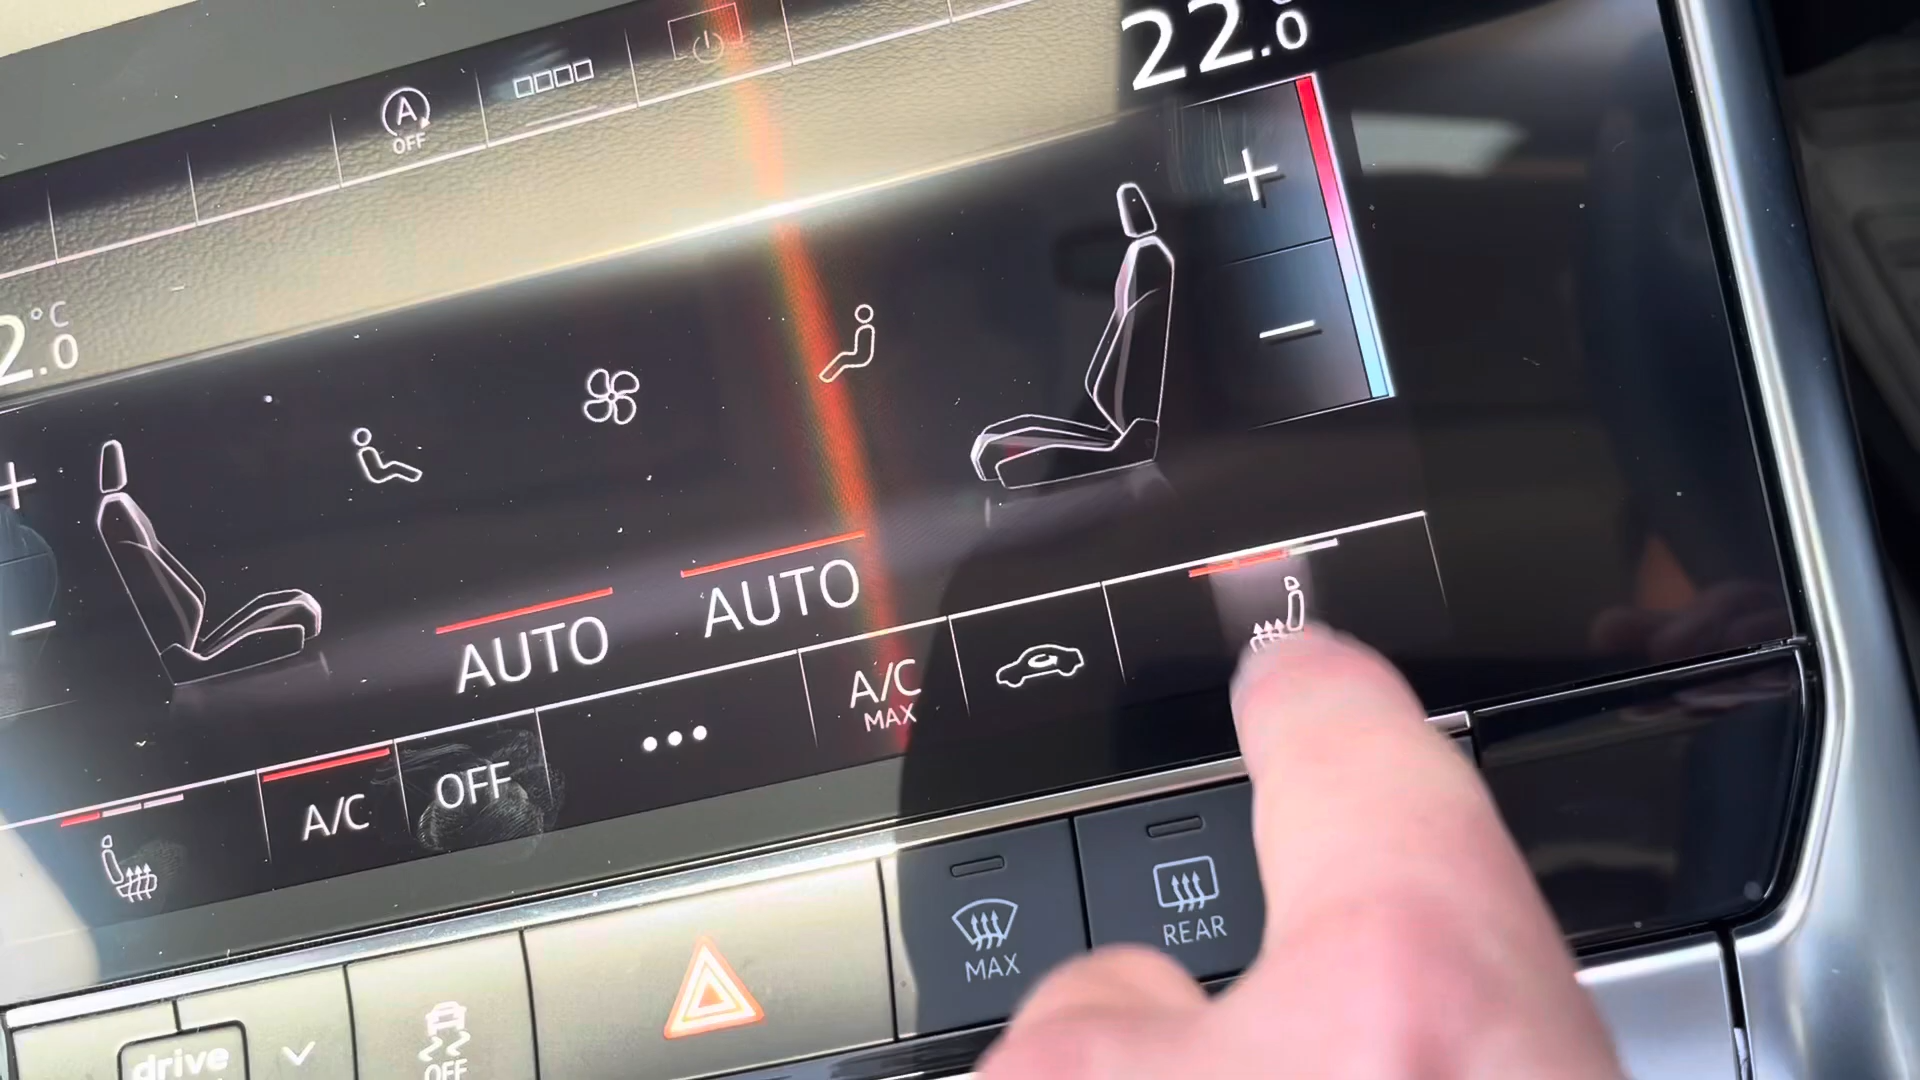 22.0
A
OFF
2.0
°C
AUTO
AUTO
A/C
MAX
OFF
A/C
REAR
MAX
drive
OFF